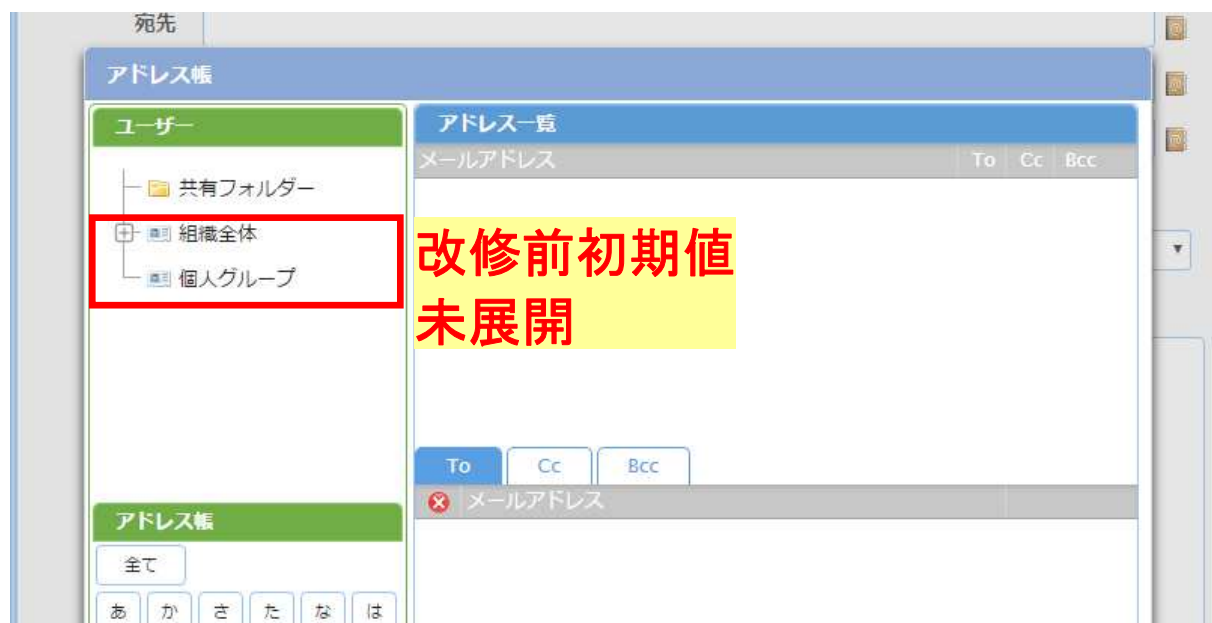 宛先
アドレス帳
ユーザー
アドレス一覧
メールアドレス To Cc Bcc
共有フォルダー
組織全体
個人グループ
改修前初期値
未展開
To Cc Bcc
メールアドレス
アドレス帳
全て
あ か さ た な は